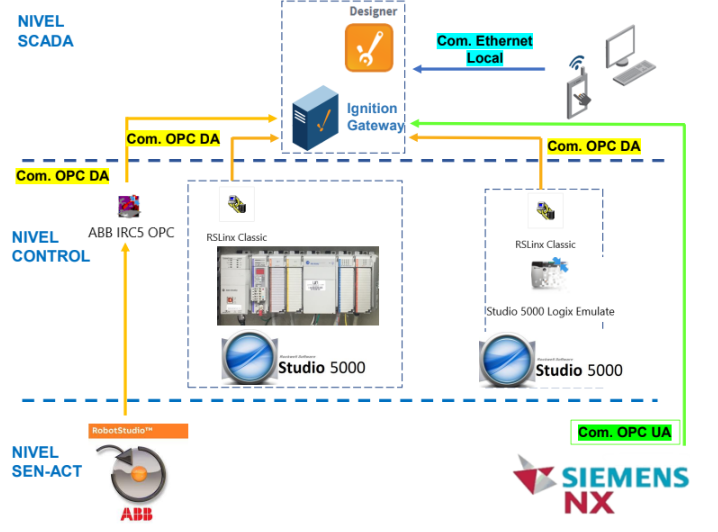 NIVEL
SCADA
Designer
Com. Ethernet
Local
Ignition
Gateway
Com. OPC DA
Com. OPC DA
Com. OPC DA
NIVEL
CONTROL
ABB IRC5 OPC
RSLinx Classic
RSLinx Classic
Studio 5000 Logix Emulate
Rockwell Software
Studio 5000
Rockwell Software
Studio 5000
NIVEL
SEN-ACT
RobotStudio™
ABB
Com. OPC UA
SIEMENS
NX